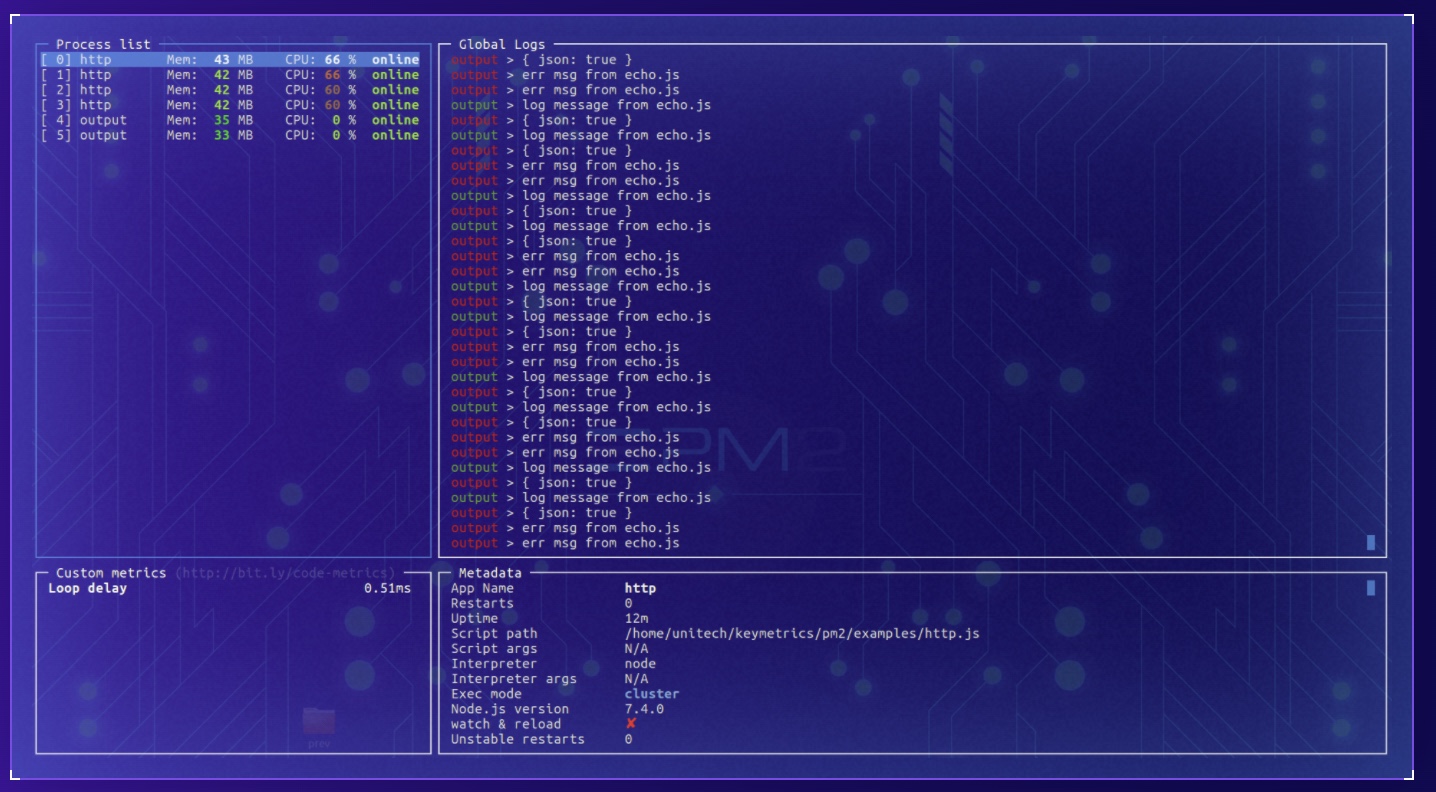 Process list
[ 0] http Mem: 43 MB CPU: 66 % online
[ 1] http Mem: 42 MB CPU: 66 % online
[ 2] http Mem: 42 MB CPU: 60 % online
[ 3] http Mem: 42 MB CPU: 60 % online
[ 4] output Mem: 35 MB CPU: 0 % online
[ 5] output Mem: 33 MB CPU: 0 % online
Global Logs
output > { json: true }
output > err msg from echo.js
output > err msg from echo.js
output > log message from echo.js
output > { json: true }
output > log message from echo.js
output > { json: true }
output > err msg from echo.js
output > err msg from echo.js
output > log message from echo.js
output > { json: true }
output > log message from echo.js
output > { json: true }
output > err msg from echo.js
output > err msg from echo.js
output > log message from echo.js
output > { json: true }
output > log message from echo.js
output > { json: true }
output > err msg from echo.js
output > err msg from echo.js
output > log message from echo.js
output > { json: true }
output > log message from echo.js
output > { json: true }
output > err msg from echo.js
output > err msg from echo.js
output > log message from echo.js
output > { json: true }
output > log message from echo.js
output > { json: true }
output > err msg from echo.js
output > err msg from echo.js
PM2
Custom metrics (http://bit.ly/code-metrics)
Loop delay 0.51ms
prev
Metadata
App Name http
Restarts 0
Uptime 12m
Script path /home/unitech/keymetrics/pm2/examples/http.js
Script args N/A
Interpreter node
Interpreter args N/A
Exec mode cluster
Node.js version 7.4.0
watch & reload ✘
Unstable restarts 0